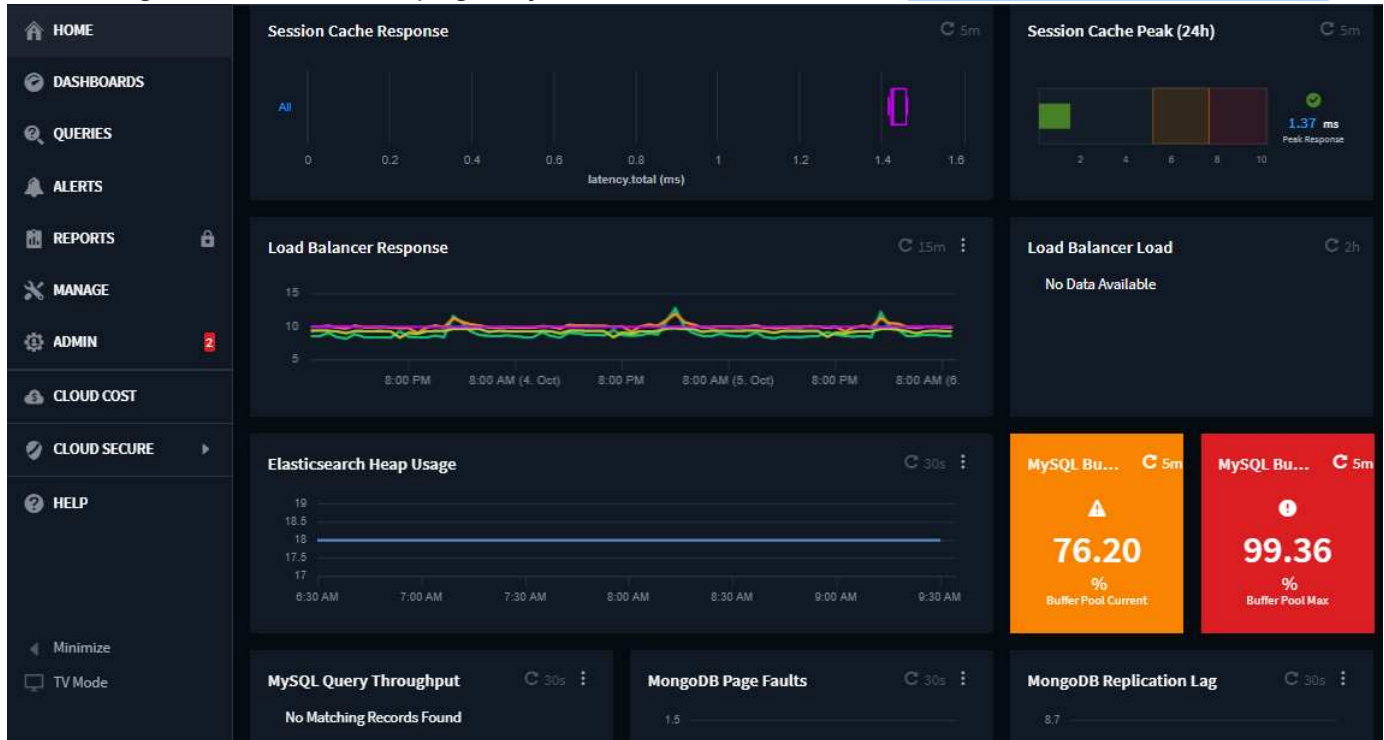 HOME
DASHBOARDS
QUERIES
ALERTS
REPORTS
MANAGE
ADMIN 2
CLOUD COST
CLOUD SECURE
HELP
Minimize
TV Mode
Session Cache Response 5m
All
0 0.2 0.4 0.6 0.8 1 1.2 1.4 1.6
latency.total (ms)
Session Cache Peak (24h) 5m
1.37 ms
Peak Response
2 4 6 8 10
Load Balancer Response 15m
15
10
5
8:00 PM 8:00 AM (4. Oct) 8:00 PM 8:00 AM (5. Oct) 8:00 PM 8:00 AM (6.
Load Balancer Load 2h
No Data Available
Elasticsearch Heap Usage 30s
19
18.5
18
17.5
17
6:30 AM 7:00 AM 7:30 AM 8:00 AM 8:30 AM 9:00 AM 9:30 AM
MySQL Bu... 5m
76.20
%
Buffer Pool Current
MySQL Bu... 5m
99.36
%
Buffer Pool Max
MySQL Query Throughput 30s
No Matching Records Found
MongoDB Page Faults 30s
1.5
MongoDB Replication Lag 30s
8.7